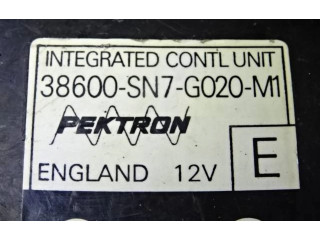 INTEGRATED CONTL UNIT
38600-SN7-G020-M1
PEKTRON
ENGLAND 12V E